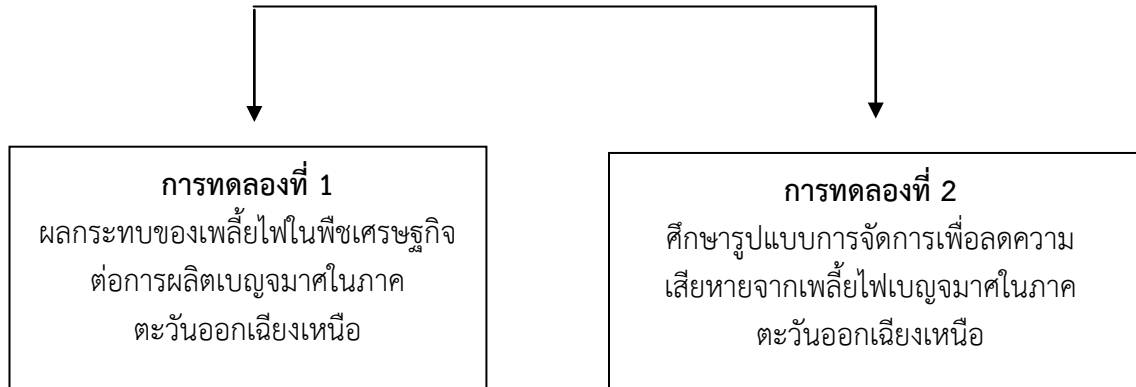 การทดลองที่ 1
ผลกระทบของเพลี้ยไฟในพืชเศรษฐกิจ
ต่อการผลิตเบญจมาศในภาค
ตะวันออกเฉียงเหนือ
การทดลองที่ 2
ศึกษารูปแบบการจัดการเพื่อลดความ
เสียหายจากเพลี้ยไฟเบญจมาศในภาค
ตะวันออกเฉียงเหนือ